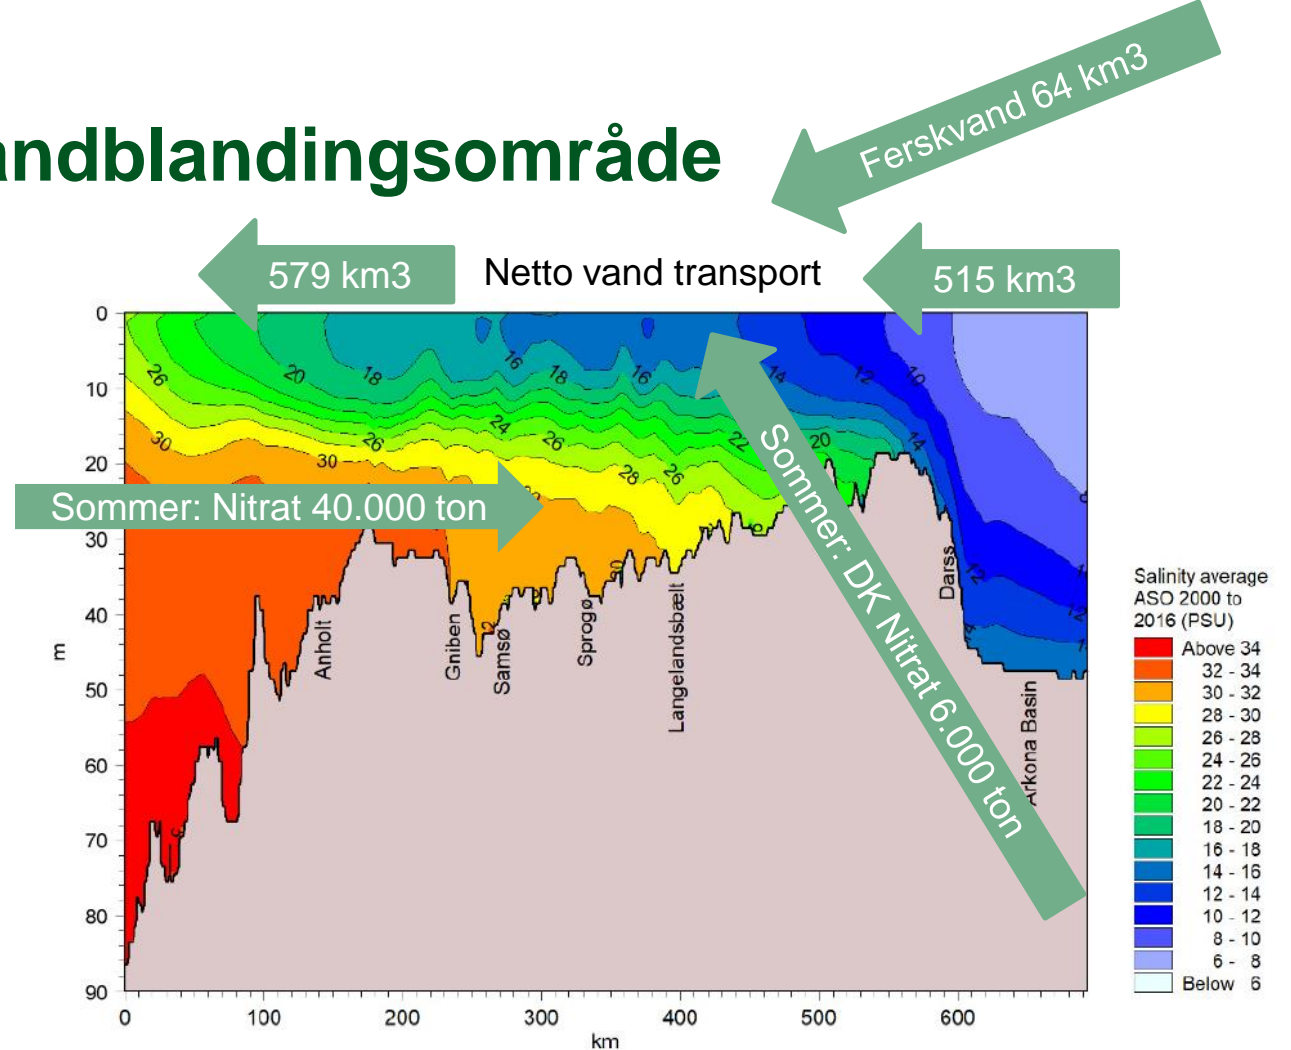 Ferskvand 64 km3
andblandingsområde
579 km3
Netto vand transport
515 km3
0
10
20
30
40
50
60
70
80
90
m
26
20
18
16
18
16
14
12
10
30
30
26
24
26
28
26
22
20
14
12
12
Sommer: Nitrat 40.000 ton
Sommer: DK Nitrat 6.000 ton
Anholt
Gniben
Samsø
Sprogø
Langelandsbælt
Darss
Arkona Basin
0
100
200
300
400
500
600
km
Salinity average
ASO 2000 to
2016 (PSU)
Above 34
32 - 34
30 - 32
28 - 30
26 - 28
24 - 26
22 - 24
20 - 22
18 - 20
16 - 18
14 - 16
12 - 14
10 - 12
8 - 10
6 - 8
Below 6